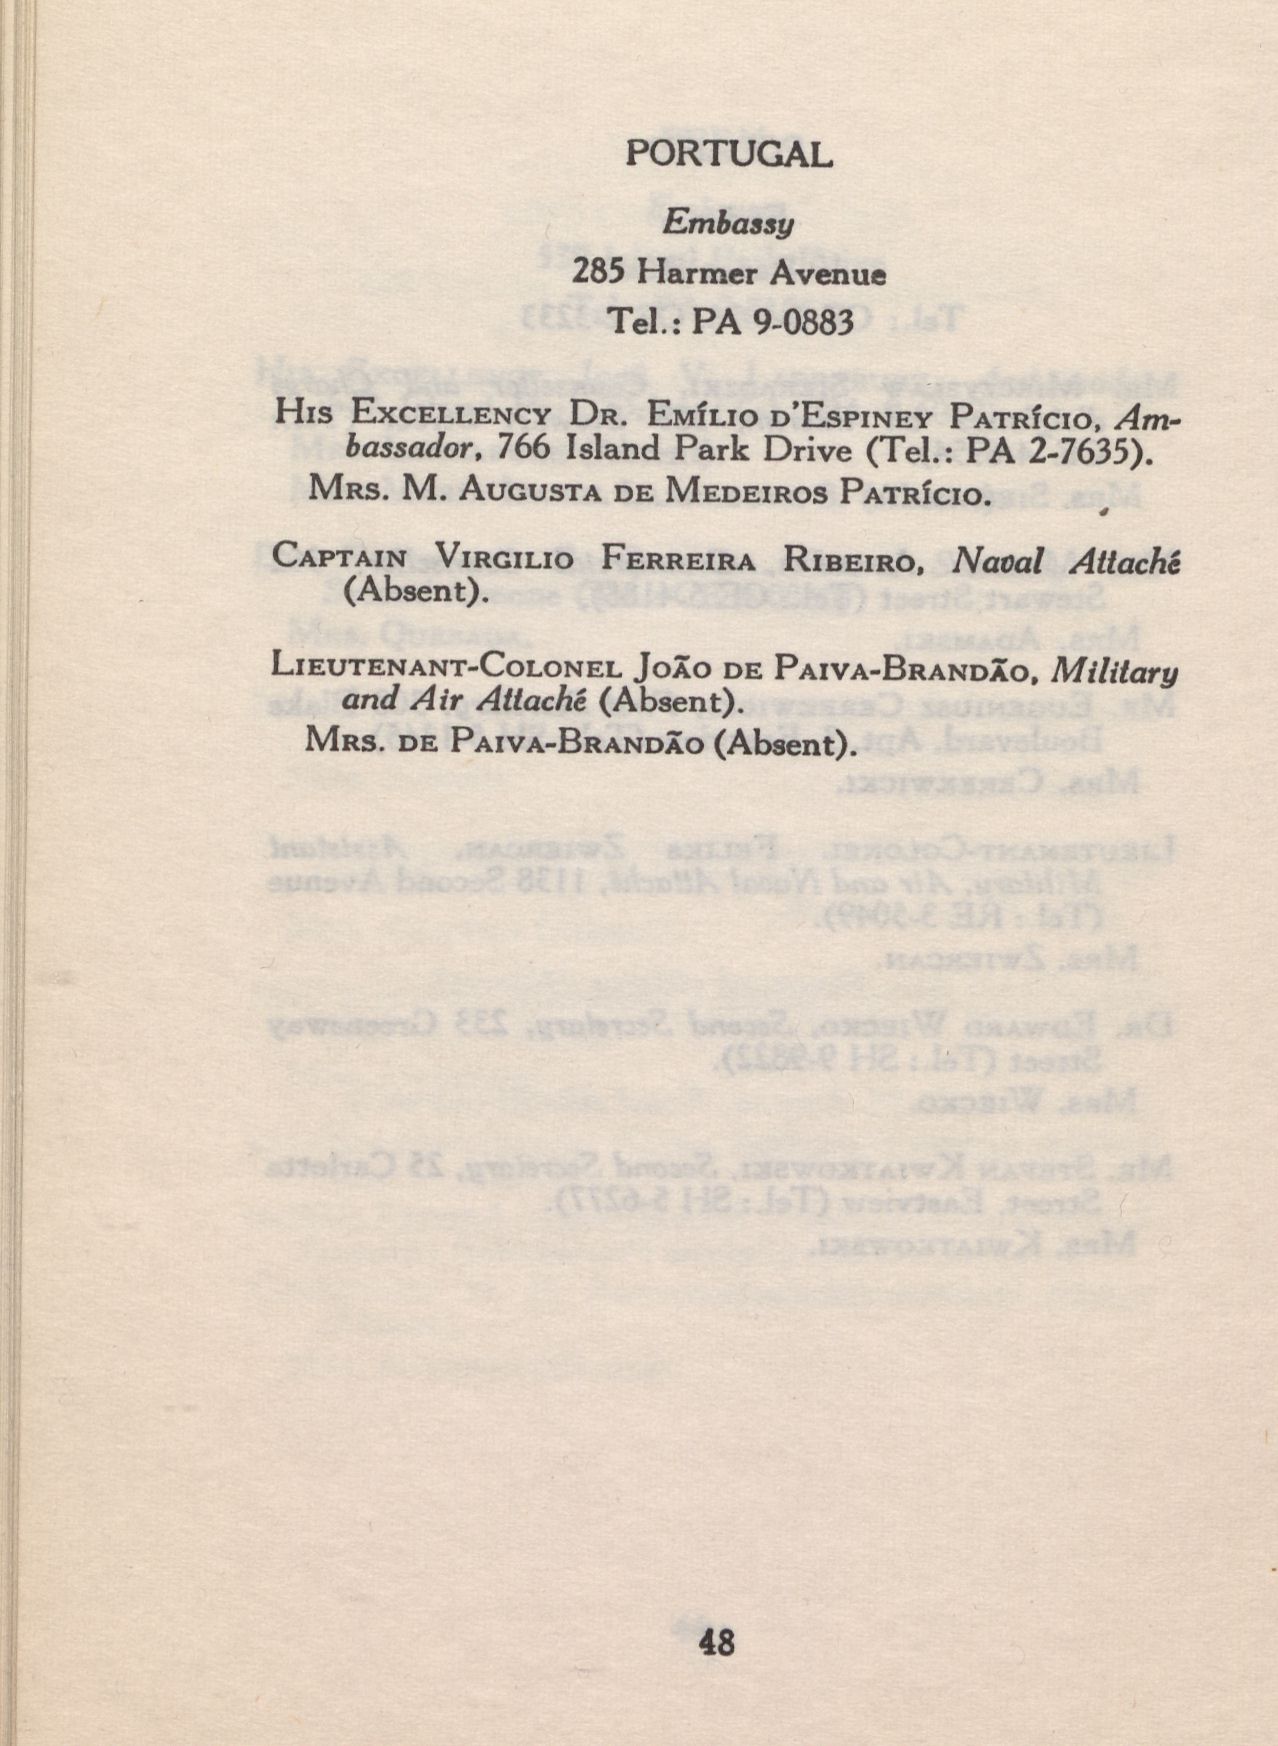 PORTUGAL
Embassy
285 Harmer Avenue
Tel.: PA 9-0883
HIS EXCELLENCY DR. EMÍLIO D'ESPINEY PATRÍCIO, Am-
bassador, 766 Island Park Drive (Tel.: PA 2-7635).
MRS. M. AUGUSTA DE MEDEIROS PATRÍCIO.
CAPTAIN VIRGILIO FERREIRA RIBEIRO, Naval Attaché
(Absent).
LIEUTENANT-COLONEL JOÃO DE PAIVA-BRANDÃO, Military
and Air Attaché (Absent).
MRS. DE PAIVA-BRANDÃO (Absent).
48